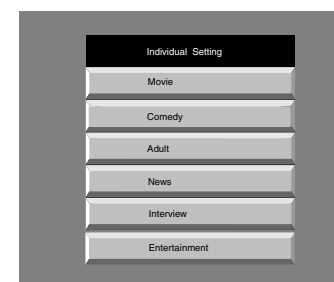 Individual Setting
Movie
Comedy
Adult
News
Interview
Entertainment